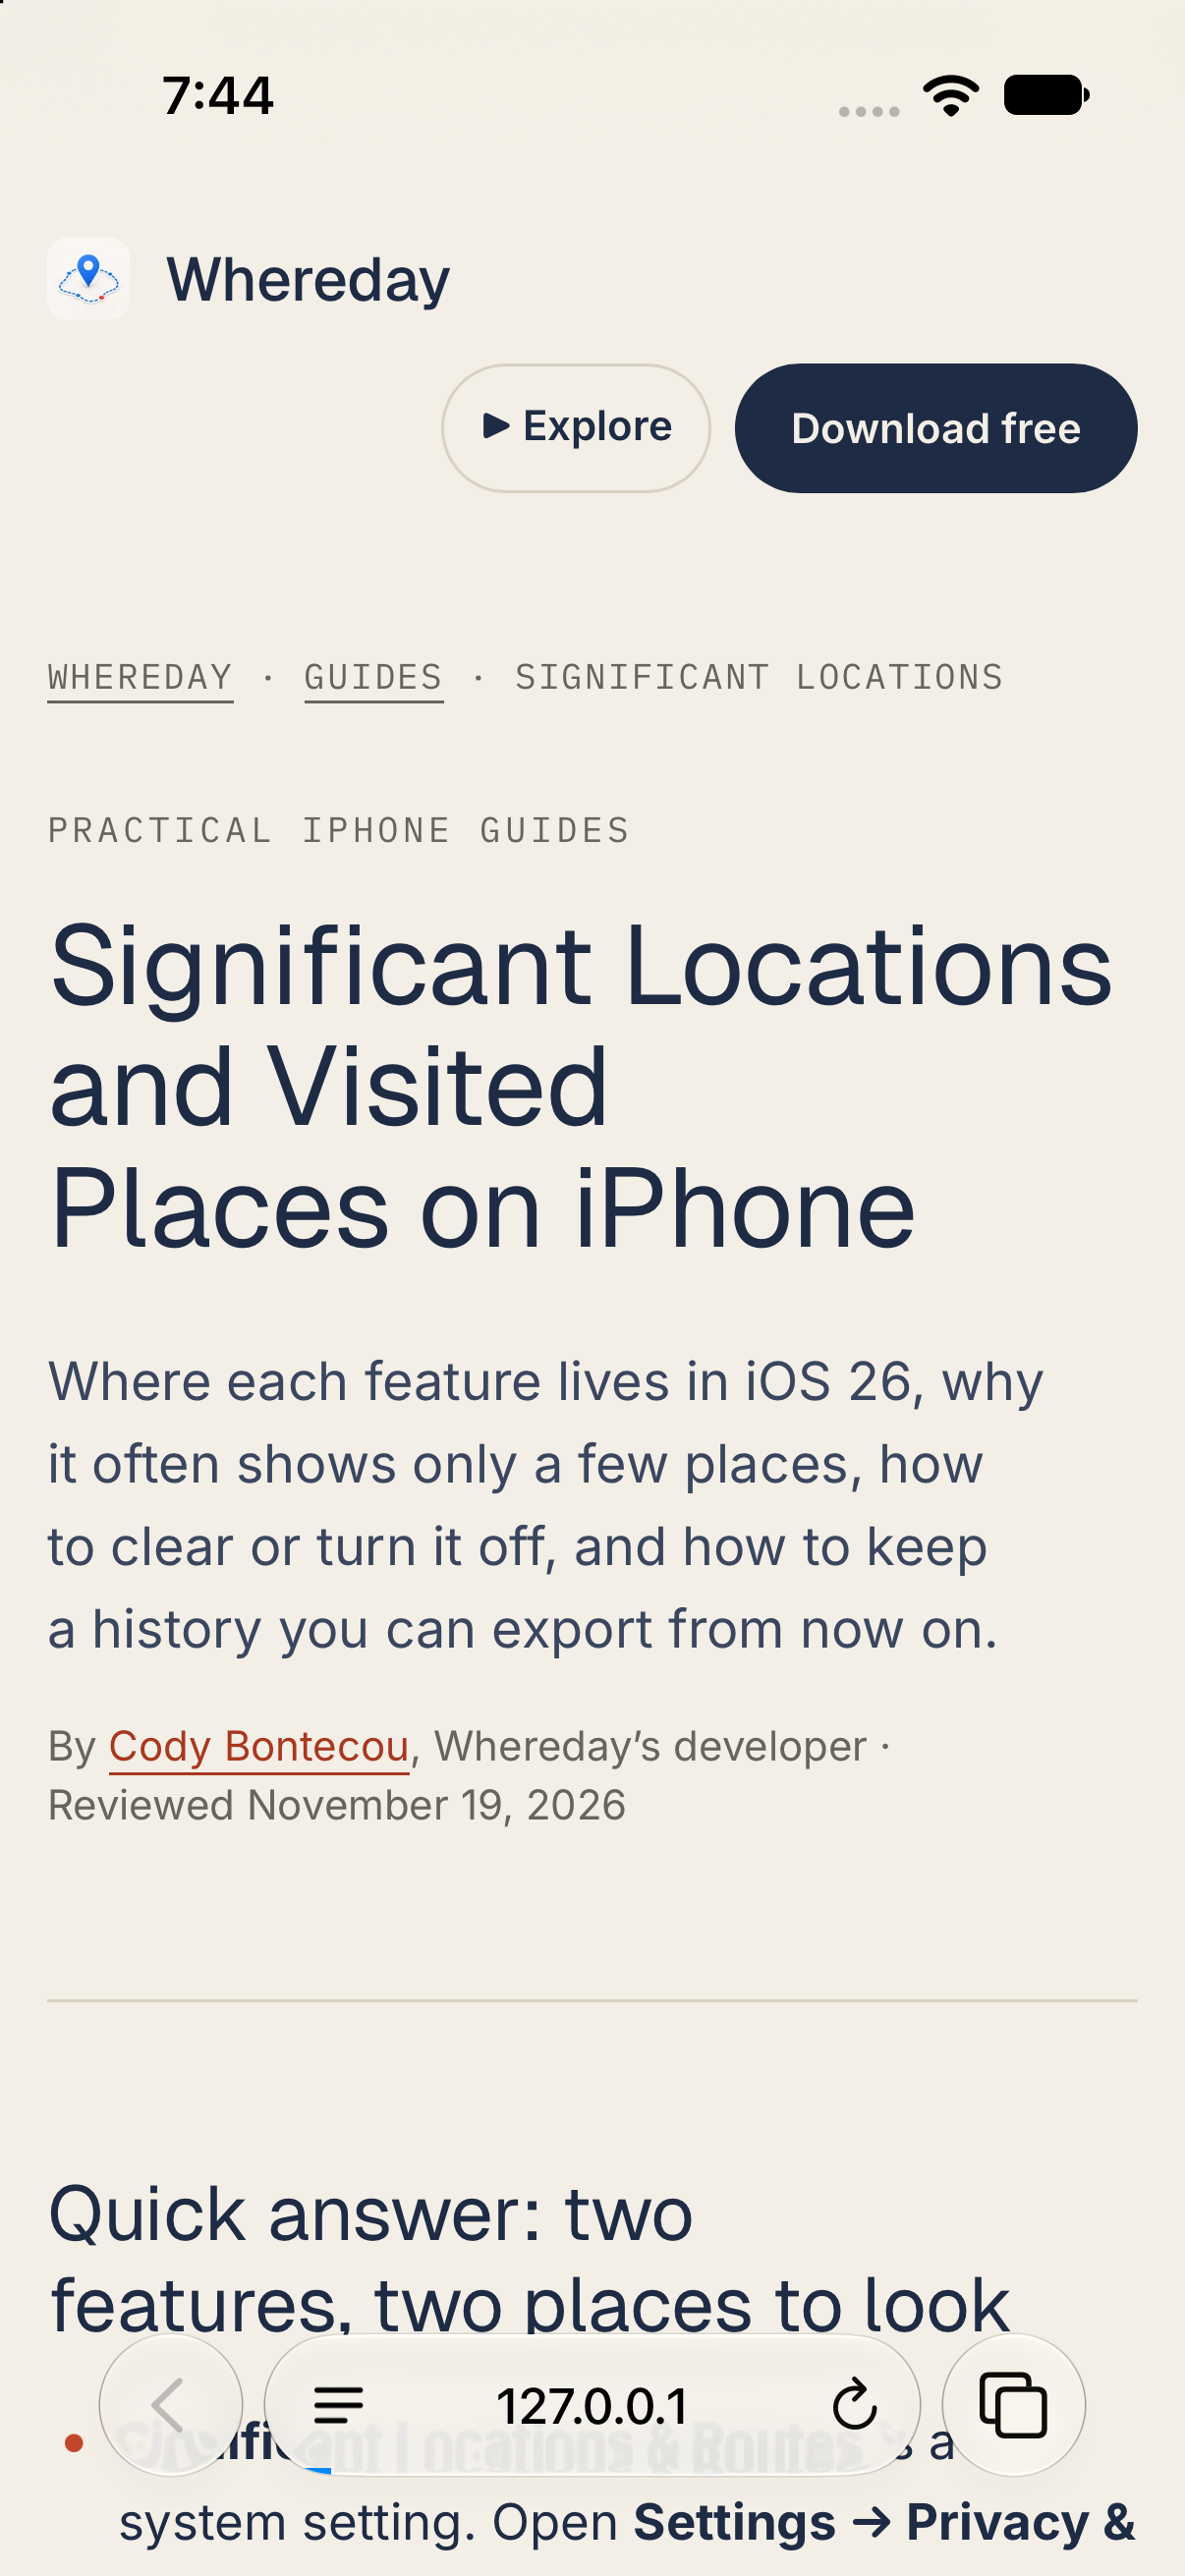 7:44
Whereday
Explore
Download free
WHEREDAY · GUIDES · SIGNIFICANT LOCATIONS
PRACTICAL IPHONE GUIDES
Significant Locations
and Visited
Places on iPhone
Where each feature lives in iOS 26, why
it often shows only a few places, how
to clear or turn it off, and how to keep
a history you can export from now on.
By Cody Bontecou, Whereday’s developer ·
Reviewed November 19, 2026
Quick answer: two
features, two places to look
127.0.0.1
Significant Locations & Routes is a
system setting. Open Settings → Privacy &